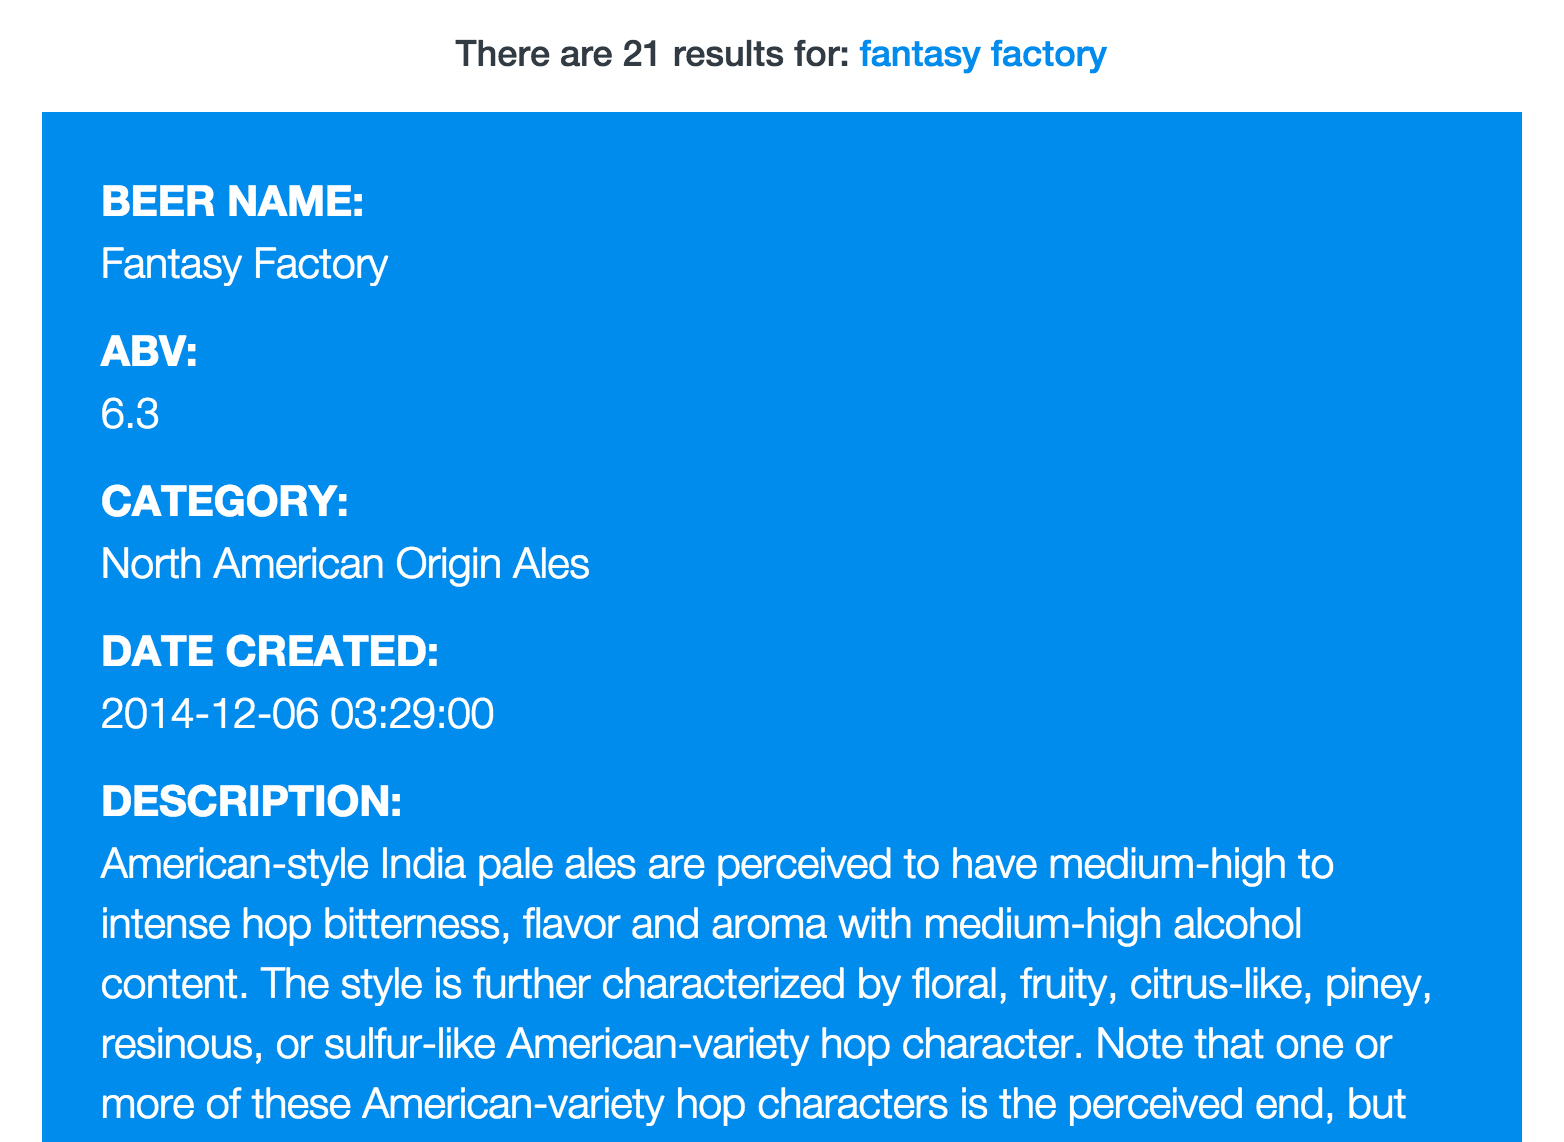 There are 21 results for: fantasy factory
BEER NAME:
Fantasy Factory
ABV:
6.3
CATEGORY:
North American Origin Ales
DATE CREATED:
2014-12-06 03:29:00
DESCRIPTION:
American-style India pale ales are perceived to have medium-high to
intense hop bitterness, flavor and aroma with medium-high alcohol
content. The style is further characterized by floral, fruity, citrus-like, piney,
resinous, or sulfur-like American-variety hop character. Note that one or
more of these American-variety hop characters is the perceived end, but